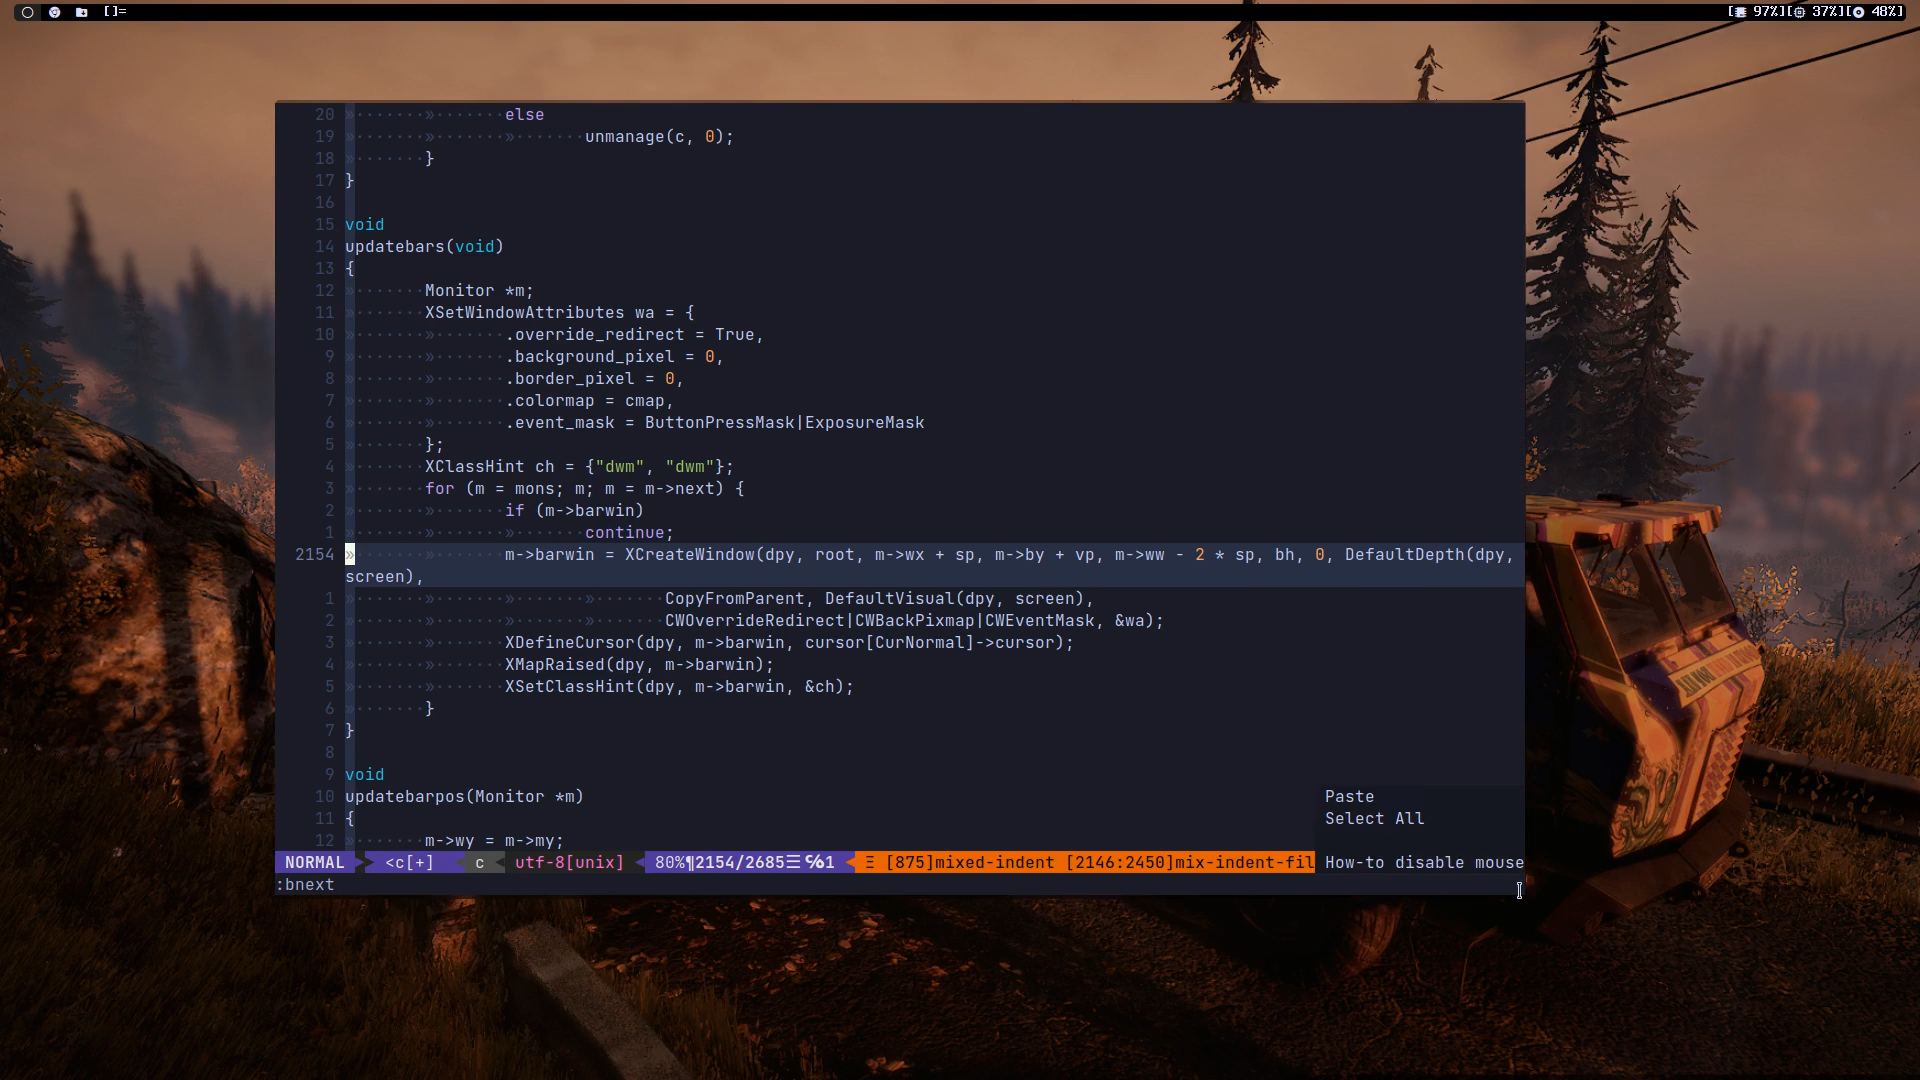 []= [ 97%][ 37%][ 48%]
20 » » else
19 » » » unmanage(c, 0);
18 » }
17 }
16
15 void
14 updatebars(void)
13 {
12 » Monitor *m;
11 » XSetWindowAttributes wa = {
10 » » .override_redirect = True,
9 » » .background_pixel = 0,
8 » » .border_pixel = 0,
7 » » .colormap = cmap,
6 » » .event_mask = ButtonPressMask|ExposureMask
5 » };
4 » XClassHint ch = {"dwm", "dwm"};
3 » for (m = mons; m; m = m->next) {
2 » » if (m->barwin)
1 » » » continue;
2154 » » m->barwin = XCreateWindow(dpy, root, m->wx + sp, m->by + vp, m->ww - 2 * sp, bh, 0, DefaultDepth(dpy,
screen),
1 » » » » CopyFromParent, DefaultVisual(dpy, screen),
2 » » » » CWOverrideRedirect|CWBackPixmap|CWEventMask, &wa);
3 » » XDefineCursor(dpy, m->barwin, cursor[CurNormal]->cursor);
4 » » XMapRaised(dpy, m->barwin);
5 » » XSetClassHint(dpy, m->barwin, &ch);
6 » }
7 }
8
9 void
10 updatebarpos(Monitor *m) Paste
11 { Select All
12 » m->wy = m->my;
NORMAL <c[+] c utf-8[unix] 80%¶2154/2685☰ ℅1 Ξ [875]mixed-indent [2146:2450]mix-indent-fil How-to disable mouse
:bnext